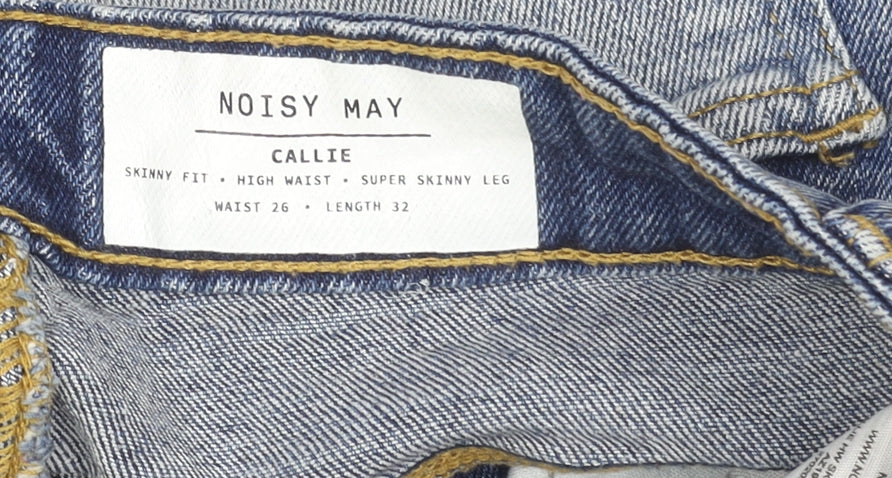 NOISY MAY
CALLIE
SKINNY FIT • HIGH WAIST • SUPER SKINNY LEG
WAIST 26 • LENGTH 32